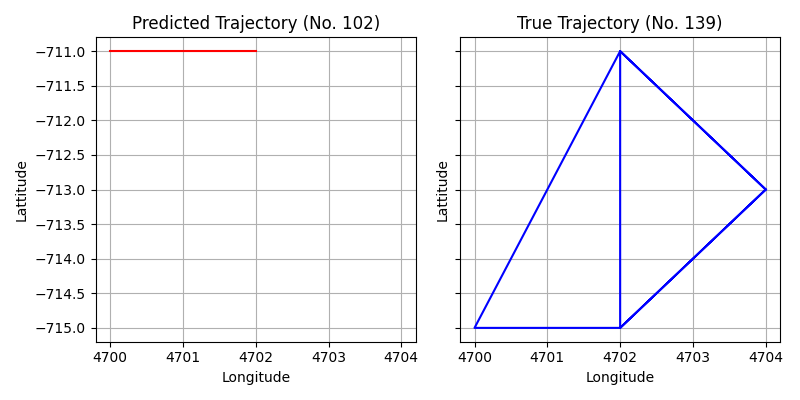 Predicted Trajectory (No. 102)
−711.0
−711.5
−712.0
−712.5
−713.0
−713.5
−714.0
−714.5
−715.0
Lattitude
4700 4701 4702 4703 4704
Longitude
True Trajectory (No. 139)
Lattitude
4700 4701 4702 4703 4704
Longitude